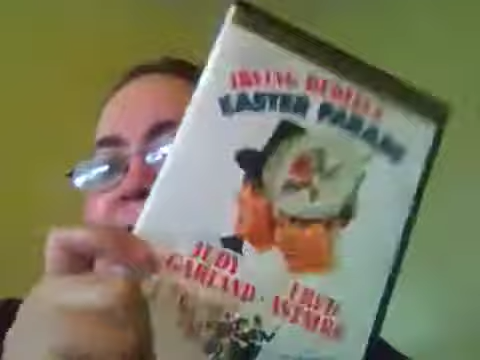 IRVING BERLIN'S
EASTER PARADE
JUDY
GARLAND ·
FRED
ASTAIRE